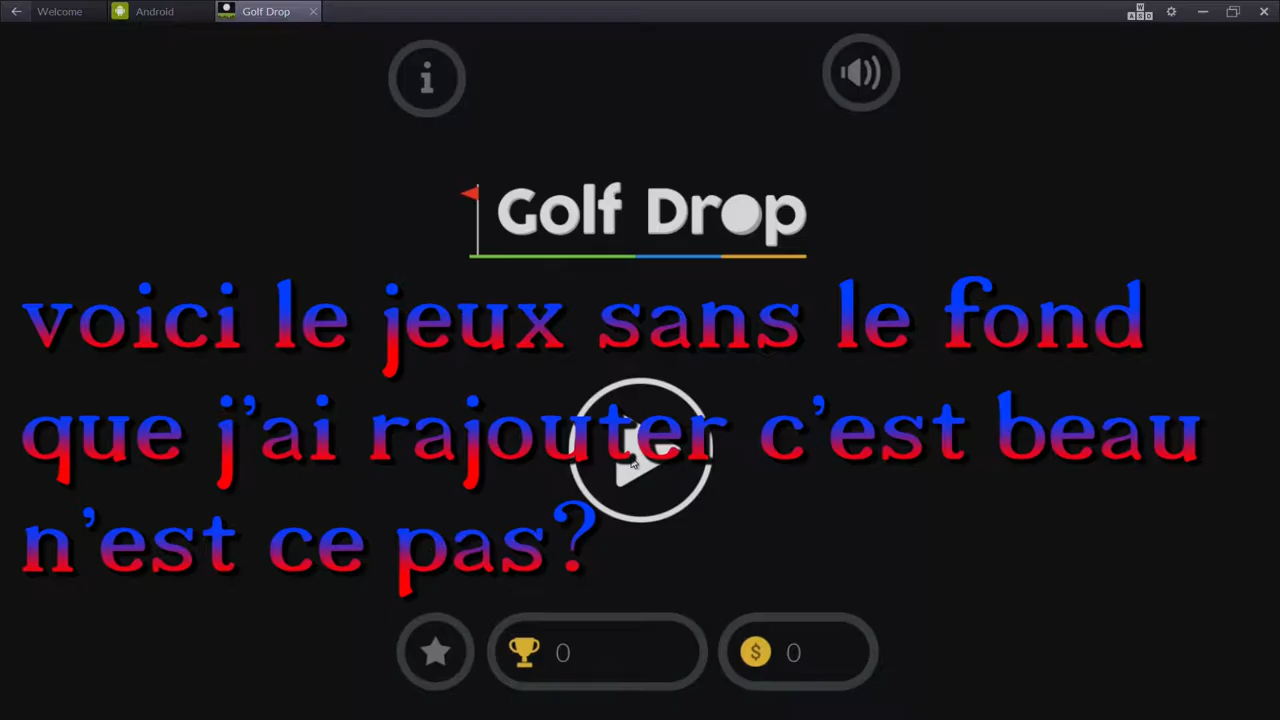 Welcome Android Golf Drop
Golf Drop
voici le jeux sans le fond
que j'ai rajouter c'est beau
n'est ce pas?
0 0